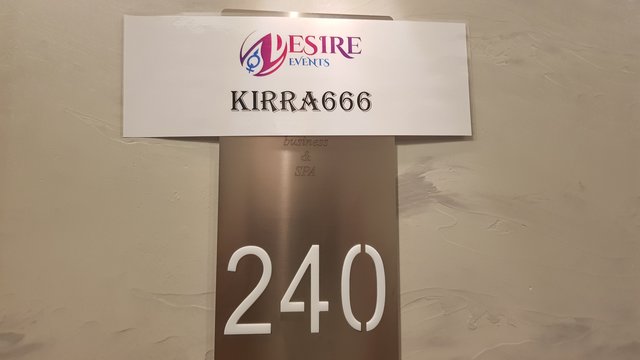 DESIRE
EVENTS
KIRRA666
business
&
SPA
240